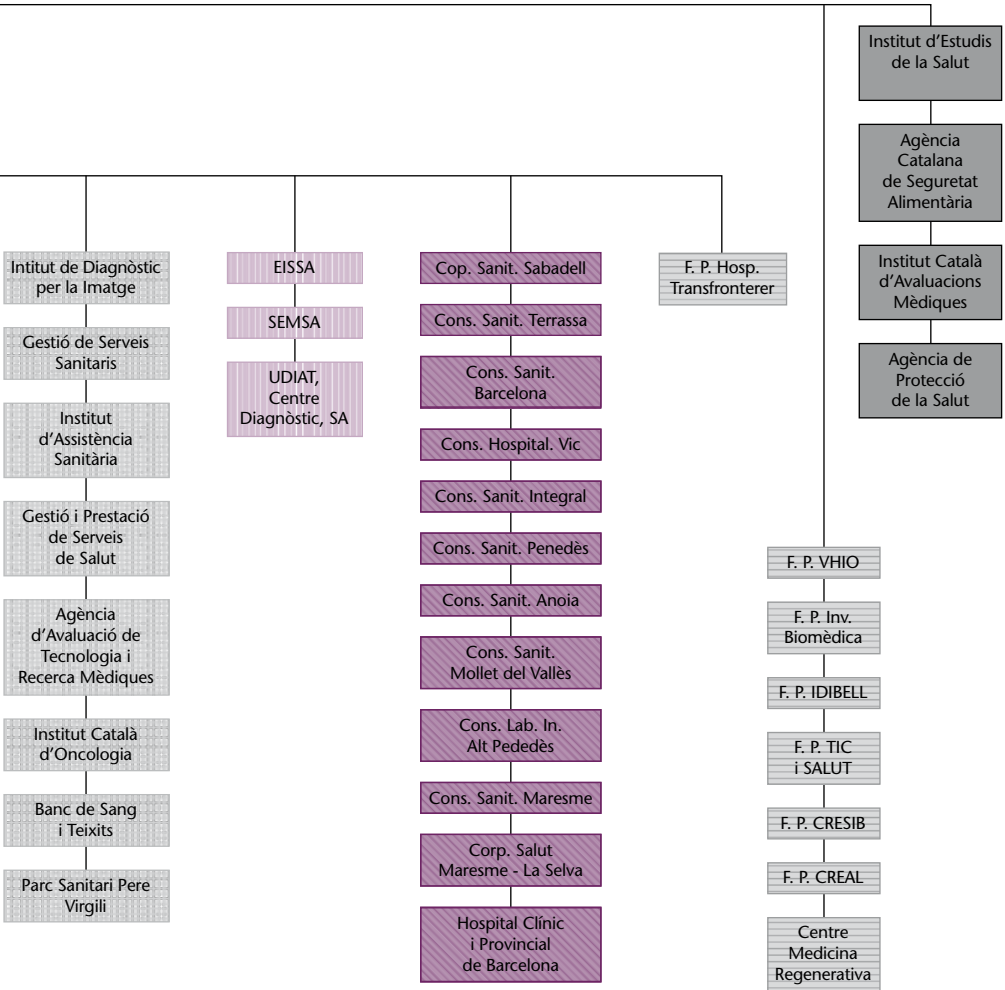 Institut d’Estudis
de la Salut
Agència
Catalana
de Seguretat
Alimentària
Institut Català
d’Avaluacions
Mèdiques
Agència de
Protecció
de la Salut
Intitut de Diagnòstic
per la Imatge
Gestió de Serveis
Sanitaris
Institut
d’Assistència
Sanitària
Gestió i Prestació
de Serveis
de Salut
Agència
d’Avaluació de
Tecnologia i
Recerca Mèdiques
Institut Català
d’Oncologia
Banc de Sang
i Teixits
Parc Sanitari Pere
Virgili
EISSA
SEMSA
UDIAT,
Centre
Diagnòstic, SA
Cop. Sanit. Sabadell
Cons. Sanit. Terrassa
Cons. Sanit.
Barcelona
Cons. Hospital. Vic
Cons. Sanit. Integral
Cons. Sanit. Penedès
Cons. Sanit. Anoia
Cons. Sanit.
Mollet del Vallès
Cons. Lab. In.
Alt Pededès
Cons. Sanit. Maresme
Corp. Salut
Maresme - La Selva
Hospital Clínic
i Provincial
de Barcelona
F. P. Hosp.
Transfronterer
F. P. VHIO
F. P. Inv.
Biomèdica
F. P. IDIBELL
F. P. TIC
i SALUT
F. P. CRESIB
F. P. CREAL
Centre
Medicina
Regenerativa